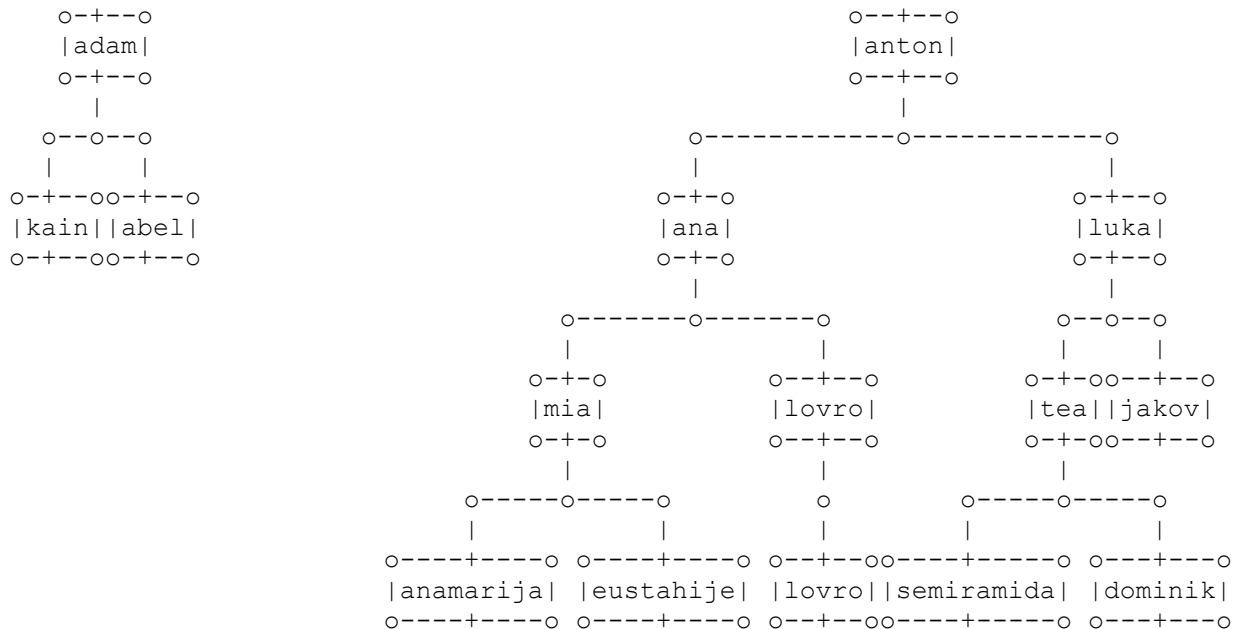 adam anton
kain abel ana luka
mia lovro tea jakov
anamarija eustahije lovro semiramida dominik